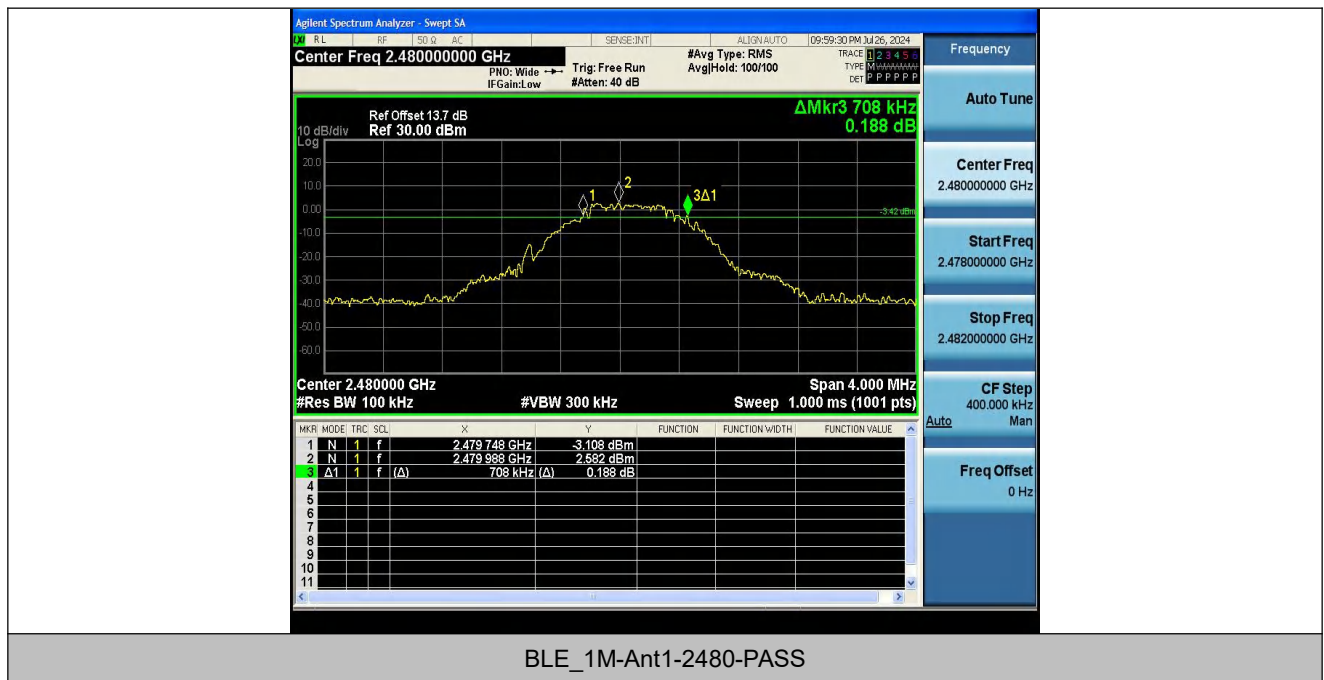 Agilent Spectrum Analyzer - Swept SA
RL RF 50 Ω AC SENSE:INT ALIGN AUTO 09:59:30 PM Jul 26, 2024
Center Freq 2.480000000 GHz
PNO: Wide
IFGain:Low
Trig: Free Run
#Atten: 40 dB
#Avg Type: RMS
Avg|Hold: 100/100
TRACE 1 2 3 4 5 6
TYPE M
DET P P P P P P
ΔMkr3 708 kHz
0.188 dB
Ref Offset 13.7 dB
10 dB/div Ref 30.00 dBm
Log
20.0
10.0
0.00
-10.0
-20.0
-30.0
-40.0
-50.0
-60.0
1
2
3Δ1
-3.42 dBm
Center 2.480000 GHz Span 4.000 MHz
#Res BW 100 kHz #VBW 300 kHz Sweep 1.000 ms (1001 pts)
MKR MODE TRC SCL X Y FUNCTION FUNCTION WIDTH FUNCTION VALUE
1 N 1 f 2.479 748 GHz -3.108 dBm
2 N 1 f 2.479 988 GHz 2.582 dBm
3 Δ1 1 f (Δ) 708 kHz (Δ) 0.188 dB
4
5
6
7
8
9
10
11
Frequency
Auto Tune
Center Freq
2.480000000 GHz
Start Freq
2.478000000 GHz
Stop Freq
2.482000000 GHz
CF Step
400.000 kHz
Auto Man
Freq Offset
0 Hz
BLE_1M-Ant1-2480-PASS